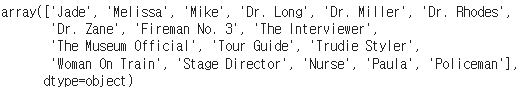 array(['Jade', 'Melissa', 'Mike', 'Dr. Long', 'Dr. Miller', 'Dr. Rhodes',
'Dr. Zane', 'Fireman No. 3', 'The Interviewer',
'The Museum Official', 'Tour Guide', 'Trudie Styler',
'Woman On Train', 'Stage Director', 'Nurse', 'Paula', 'Policeman'],
dtype=object)